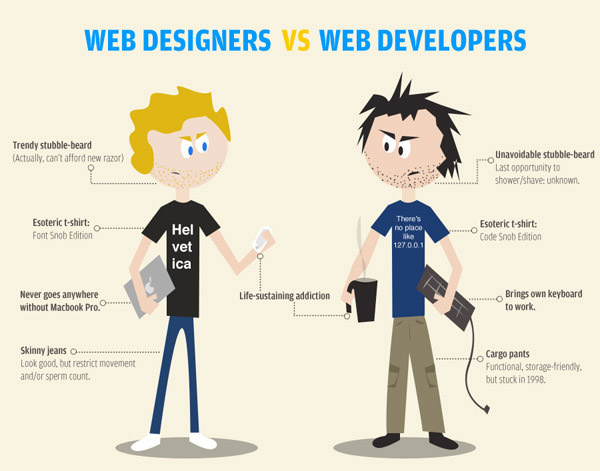 WEB DESIGNERS VS WEB DEVELOPERS
Trendy stubble-beard
(Actually, can't afford new razor)
Esoteric t-shirt:
Font Snob Edition
Never goes anywhere
without Macbook Pro.
Skinny jeans
Look good, but restrict movement
and/or sperm count.
Hel
vet
ica
Life-sustaining addiction
There's
no place
like
127.0.0.1
Unavoidable stubble-beard
Last opportunity to
shower/shave: unknown.
Esoteric t-shirt:
Code Snob Edition
Brings own keyboard
to work.
Cargo pants
Functional, storage-friendly,
but stuck in 1998.